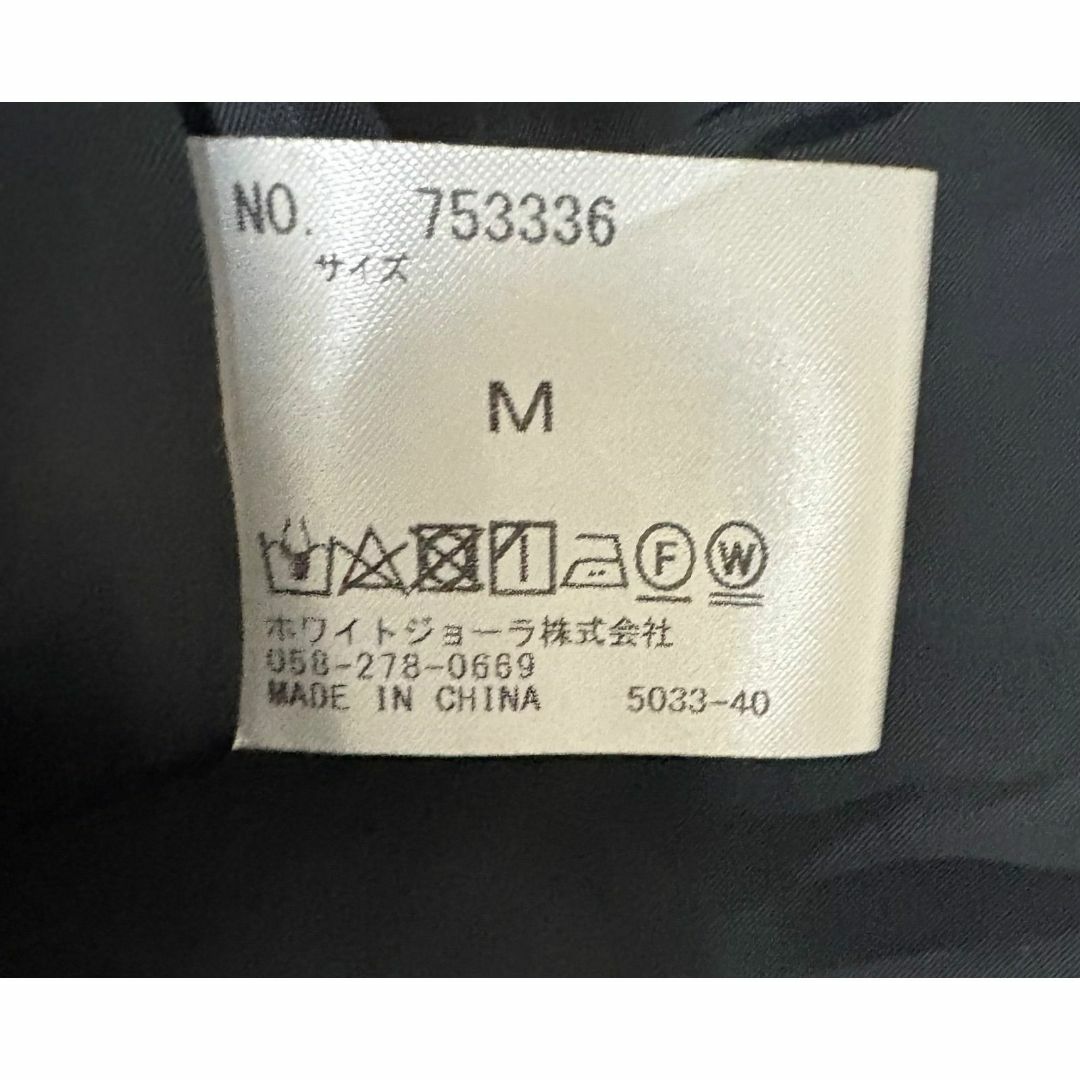 NO. 753336
サイズ
M
F W
ホワイトジョーラ株式会社
058-278-0669
MADE IN CHINA 5033-40